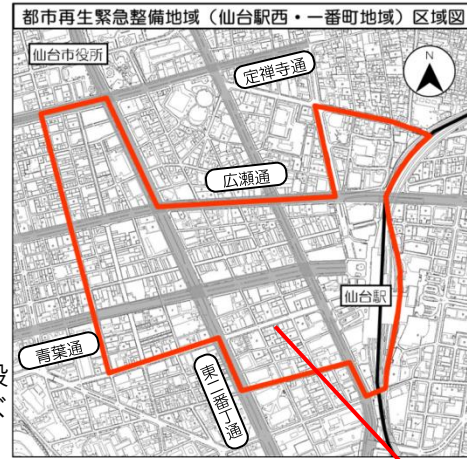 都市再生緊急整備地域（仙台駅西・一番町地域）区域図
仙台市役所
定禅寺通
N
広瀬通
仙台駅
青葉通
東二番丁通